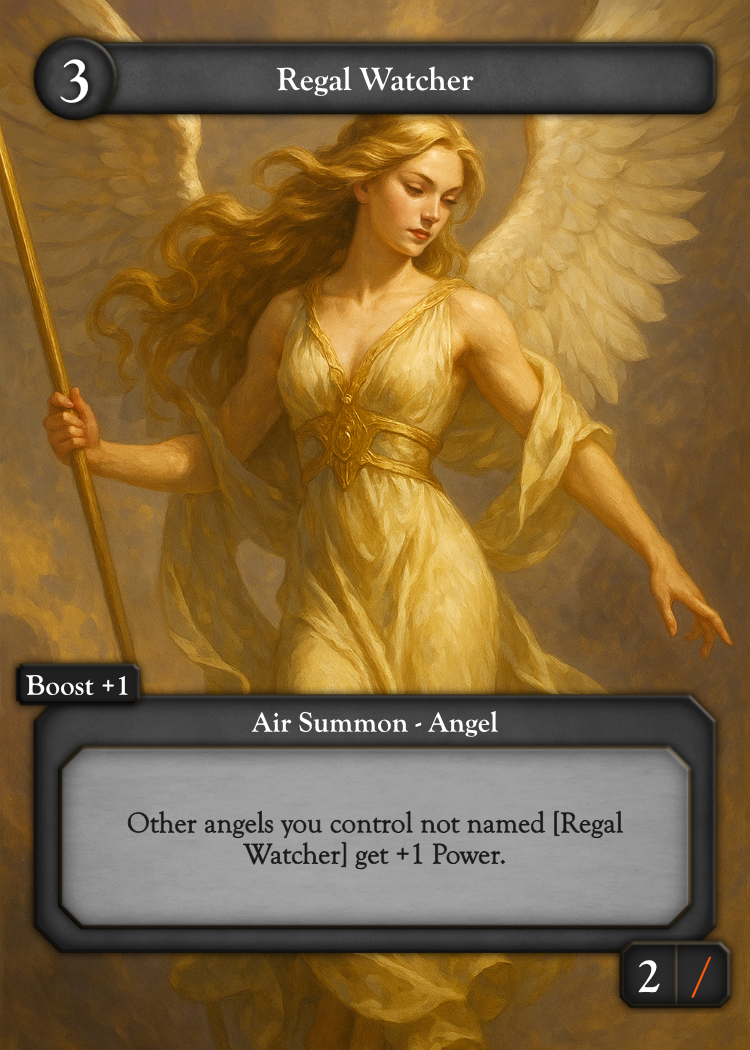 3
Regal Watcher
Boost +1
Air Summon - Angel
Other angels you control not named [Regal
Watcher] get +1 Power.
2 /